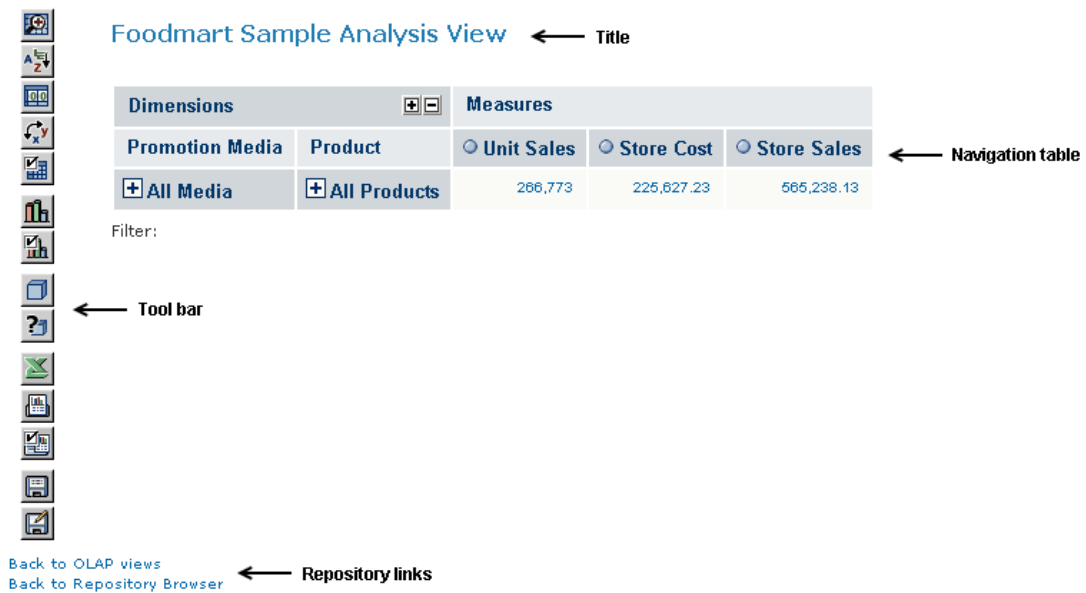 Foodmart Sample Analysis View
Title
Dimensions Measures
Promotion Media Product Unit Sales Store Cost Store Sales
Navigation table
All Media All Products 266,773 225,627.23 565,238.13
Filter:
Tool bar
Back to OLAP views
Back to Repository Browser
Repository links